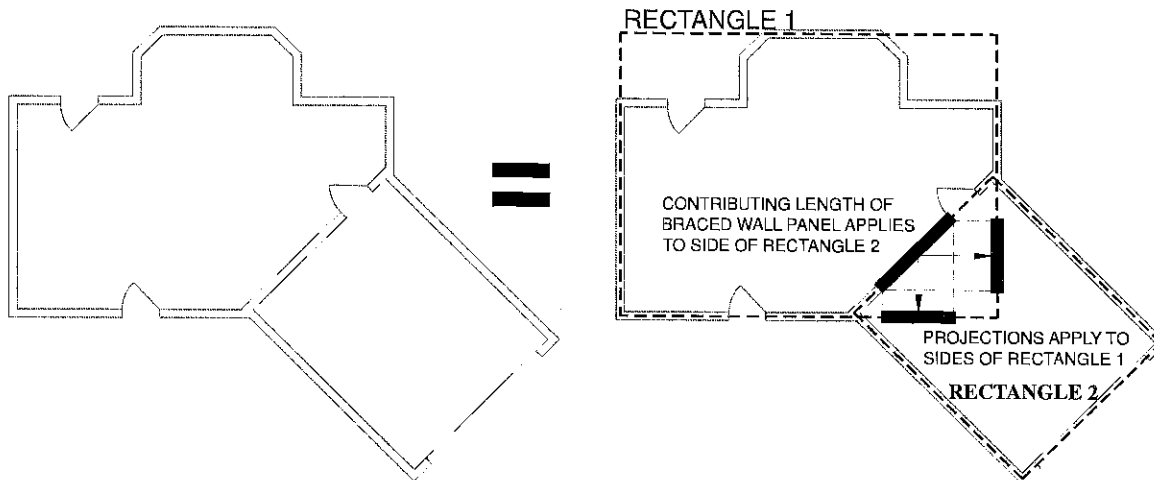 RECTANGLE 1
CONTRIBUTING LENGTH OF
BRACED WALL PANEL APPLIES
TO SIDE OF RECTANGLE 2
PROJECTIONS APPLY TO
SIDES OF RECTANGLE 1
RECTANGLE 2